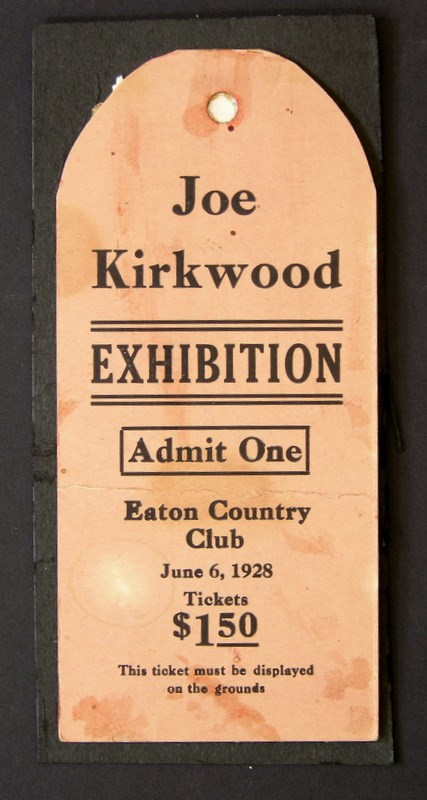 Joe
Kirkwood
EXHIBITION
Admit One
Eaton Country
Club
June 6, 1928
Tickets
$1.50
This ticket must be displayed
on the grounds